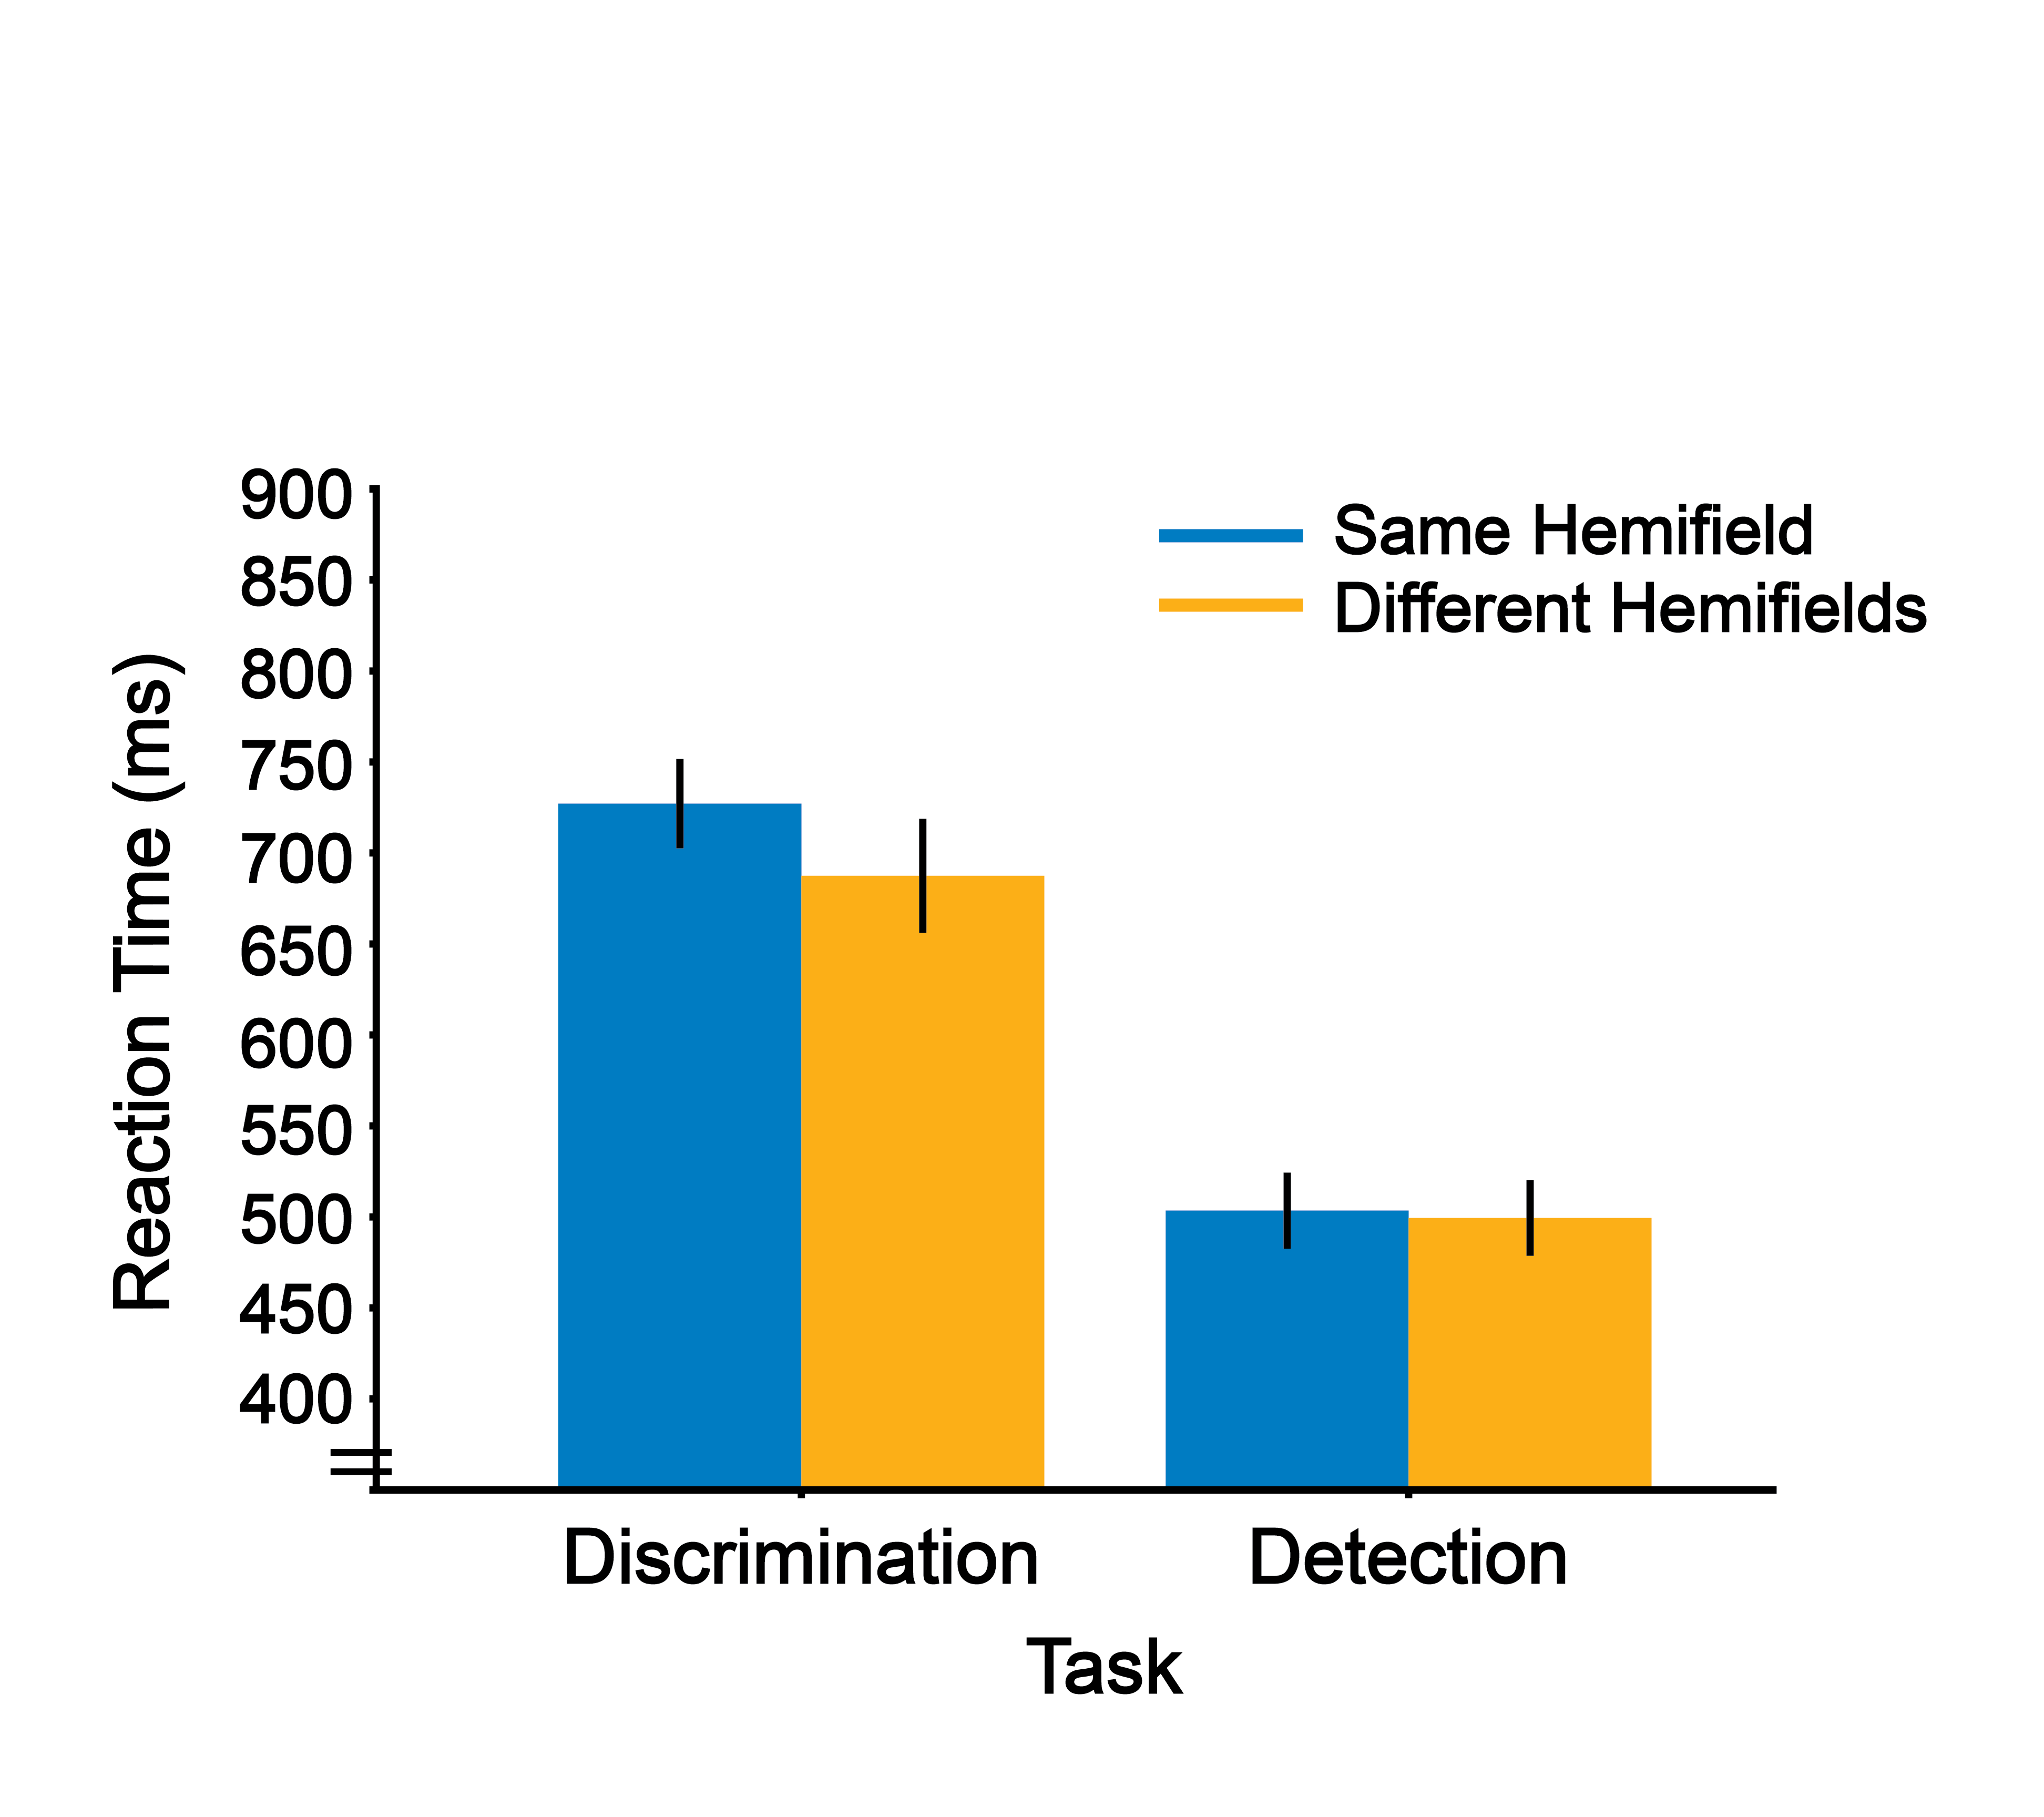 900
850
800
750
700
650
600
550
500
450
400
Reaction Time (ms)
Same Hemifield
Different Hemifields
Discrimination
Detection
Task